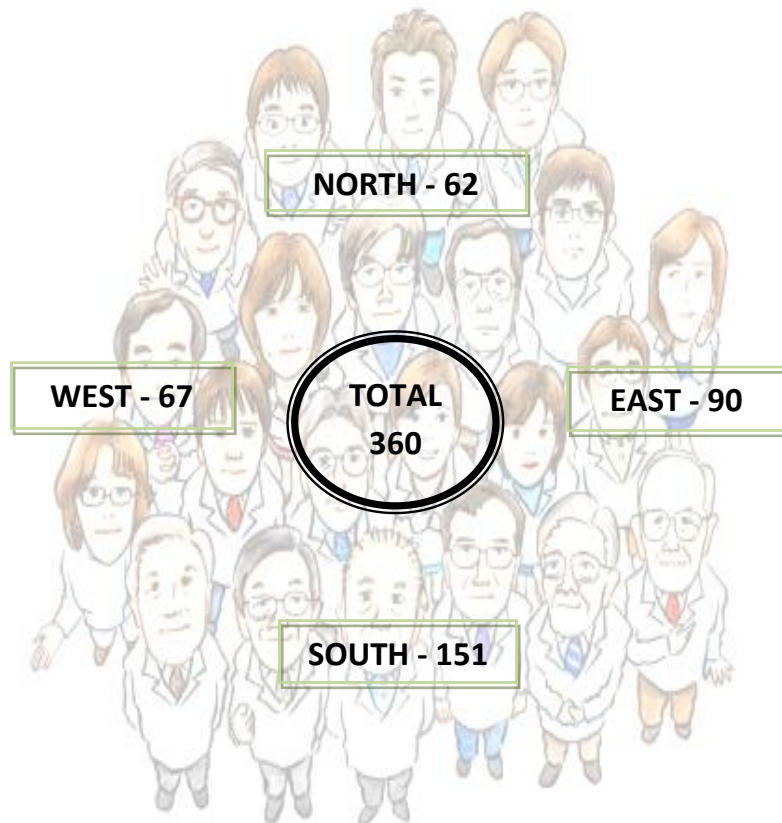 NORTH - 62
WEST - 67
TOTAL
360
EAST - 90
SOUTH - 151